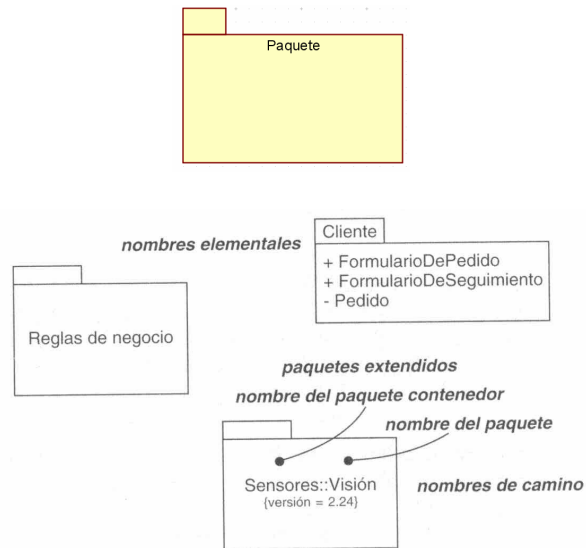 Paquete
nombres elementales
Cliente
+ FormularioDePedido
+ FormularioDeSeguimiento
- Pedido
Reglas de negocio
paquetes extendidos
nombre del paquete contenedor
nombre del paquete
Sensores::Visión
{versión = 2.24}
nombres de camino